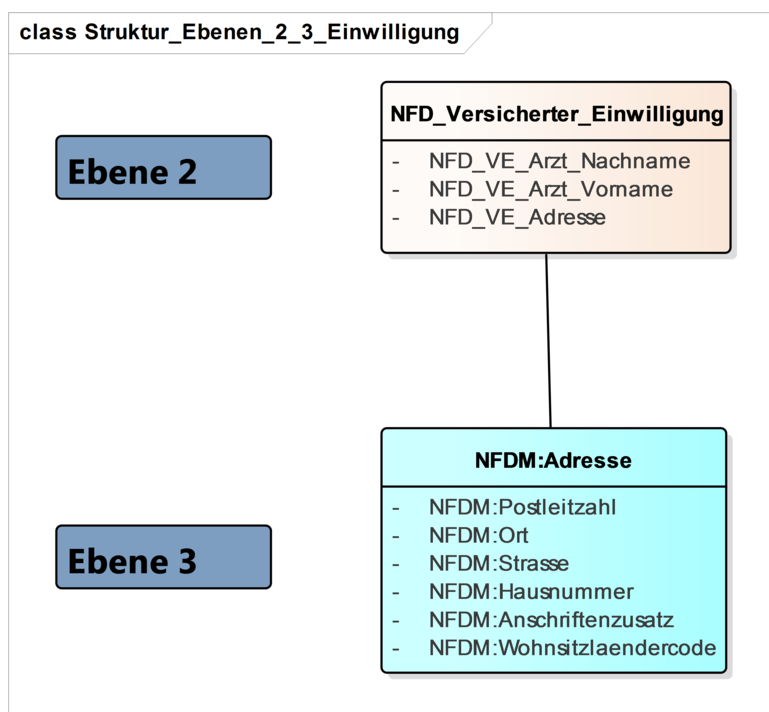 class Struktur_Ebenen_2_3_Einwilligung
NFD_Versicherter_Einwilligung
Ebene 2
- NFD_VE_Arzt_Nachname
- NFD_VE_Arzt_Vorname
- NFD_VE_Adresse
NFDM:Adresse
- NFDM:Postleitzahl
- NFDM:Ort
Ebene 3
- NFDM:Strasse
- NFDM:Hausnummer
- NFDM:Anschriftenzusatz
- NFDM:Wohnsitzlaendercode